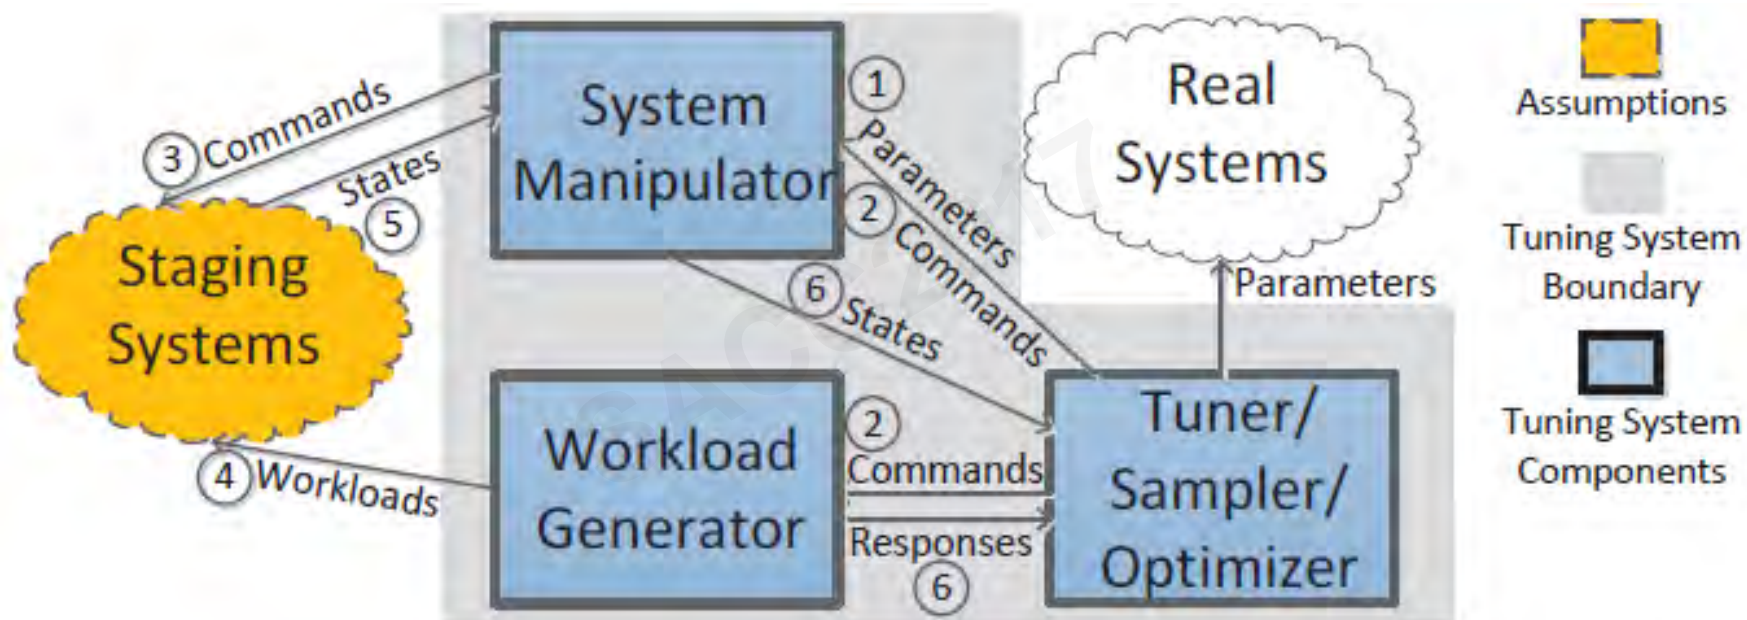 System
Manipulator
Real
Systems
Assumptions
Tuning System
Boundary
Tuning System
Components
3 Commands
States
5
1
Parameters
2 Commands
6 States
Staging
Systems
Parameters
4 Workloads
Workload
Generator
2
Commands
Responses
6
Tuner/
Sampler/
Optimizer